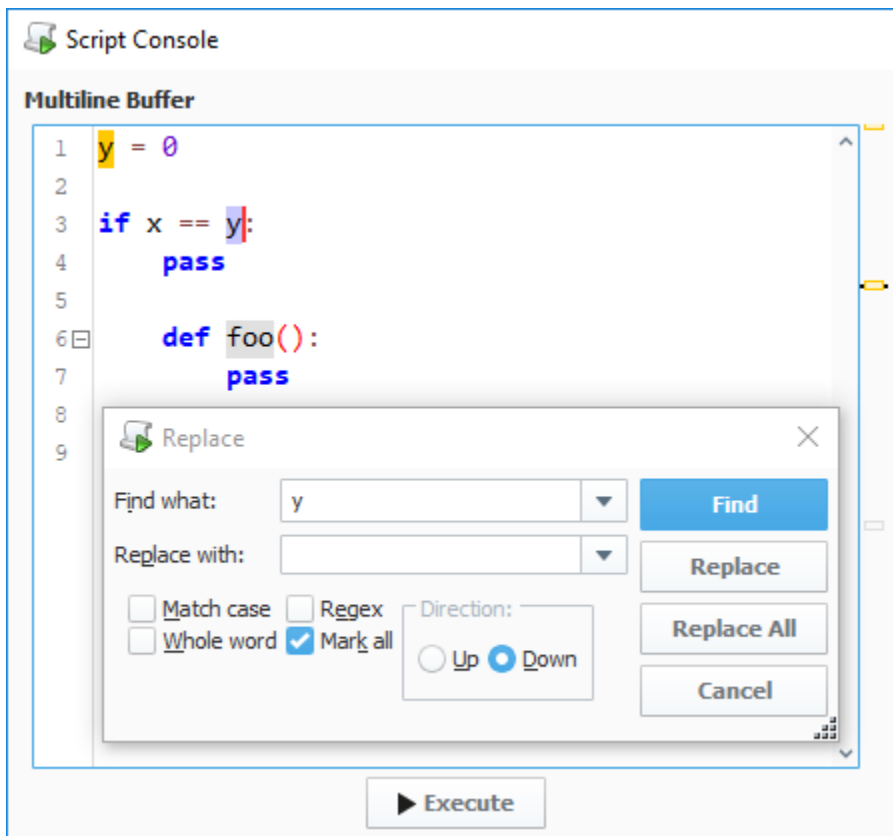 Script Console
Multiline Buffer
1 y = 0
2
3 if x == y:
4     pass
5
6     def foo():
7         pass
8
9
Replace
Find what: y Find
Replace with: Replace
Match case Regex Direction: Replace All
Whole word Mark all Up Down
Cancel
Execute